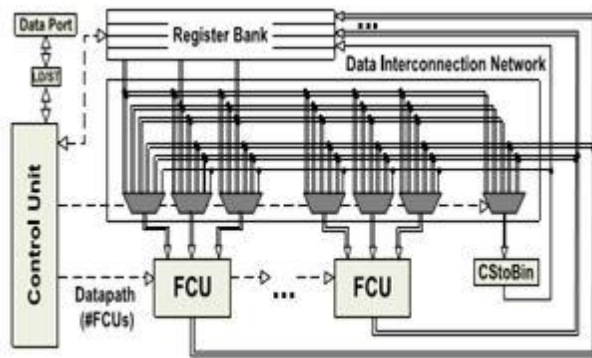 Data Port
Register Bank
...
LD/ST
Data Interconnection Network
Control Unit
CStoBin
FCU
...
FCU
Datapath
(#FCUs)